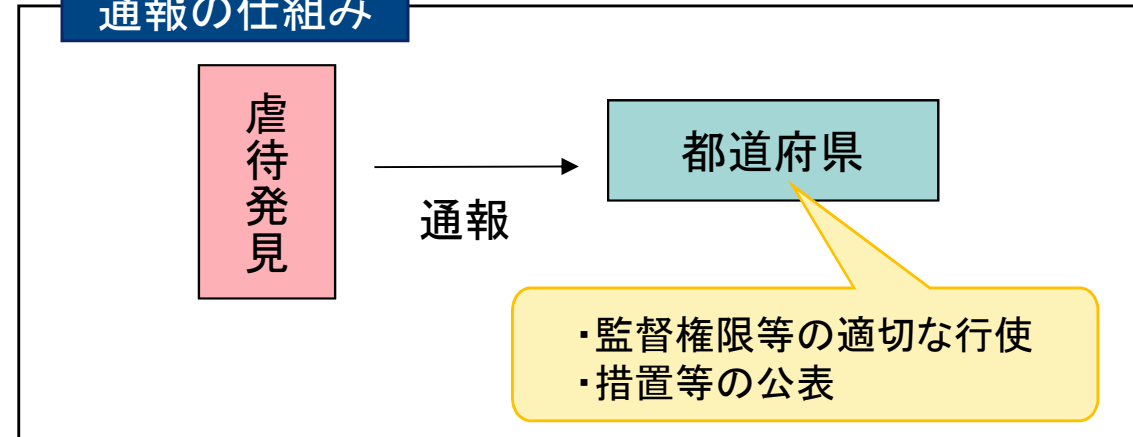 通報の仕組み
虐待発見
都道府県
通報
・監督権限等の適切な行使
・措置等の公表